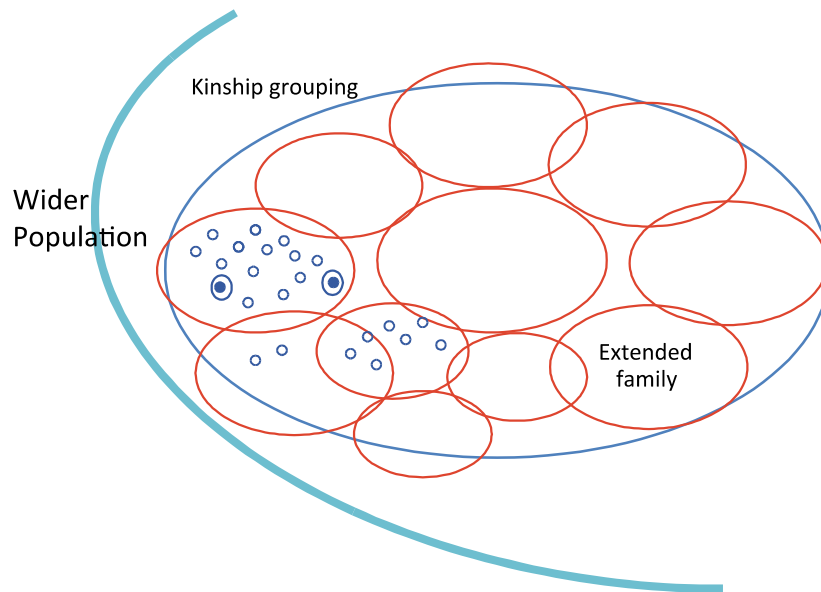 Kinship grouping
Wider
Population
Extended
family